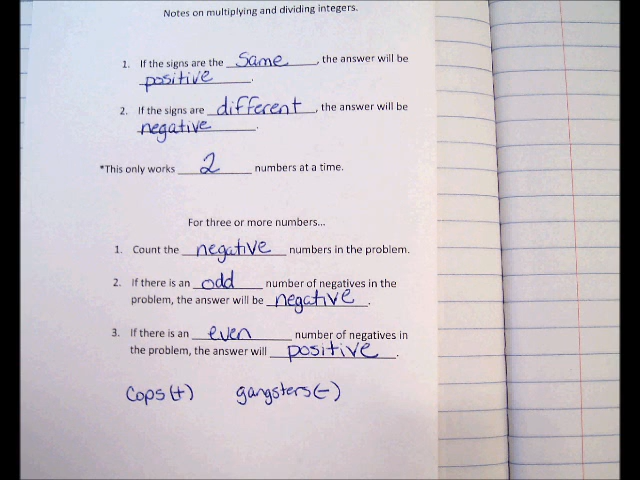 Notes on multiplying and dividing integers.
1. If the signs are the same, the answer will be
positive.
2. If the signs are different, the answer will be
negative.
*This only works 2 numbers at a time.
For three or more numbers...
1. Count the negative numbers in the problem.
2. If there is an odd number of negatives in the
problem, the answer will be negative.
3. If there is an even number of negatives in
the problem, the answer will positive.
Cops (+) gangsters (-)